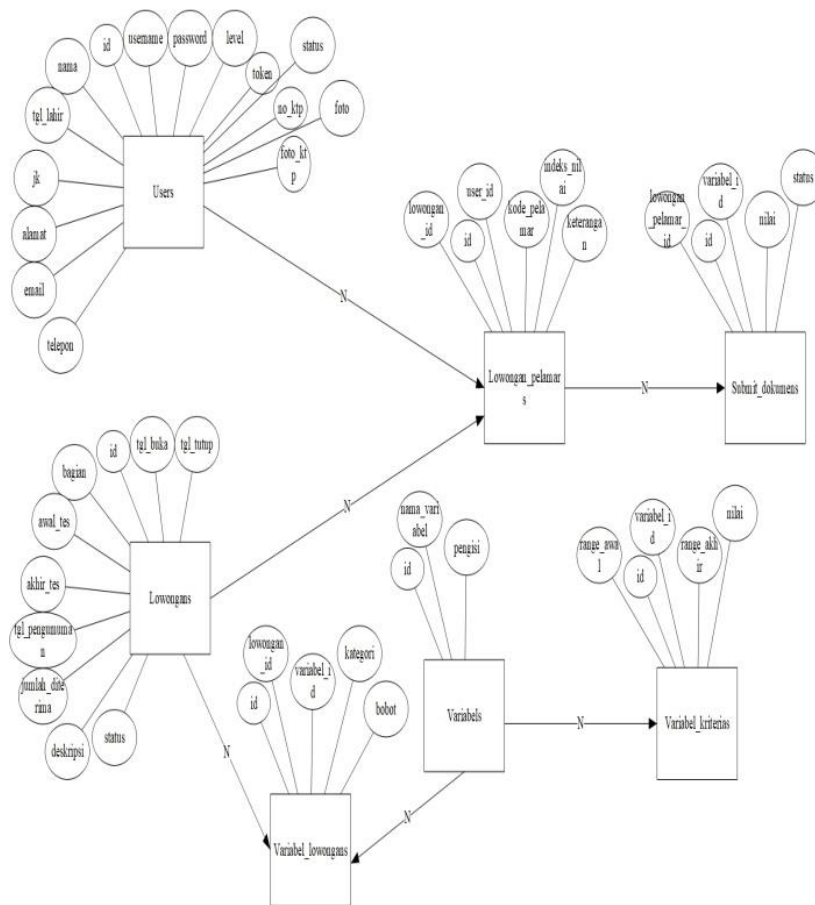 id
username
password
level
status
nama
token
tgl_lahir
no_ktp
foto
foto_kt
p
Users
jk
alamat
email
telepon
N
indeks_nil
ai
user_id
lowongan
_id
kode_pela
mar
id
keterang
an
Lowongan_pelamar
s
status
variabel_i
d
lowongan
_pelamar_
id
nilai
id
N
Submit_dokumens
id
tgl_buka
tgl_tutup
bagian
awal_tes
akhir_tes
Lowongans
tgl_pengumuma
n
jumlah_dite
rima
deskripsi
status
N
nama_vari
abel
id
pengisi
Variabels
nilai
variabel_i
d
range_awa
l
range_akh
ir
id
N
Variabel_kriterias
lowongan
_id
kategori
variabel_i
d
id
bobot
N
N
Variabel_lowongans